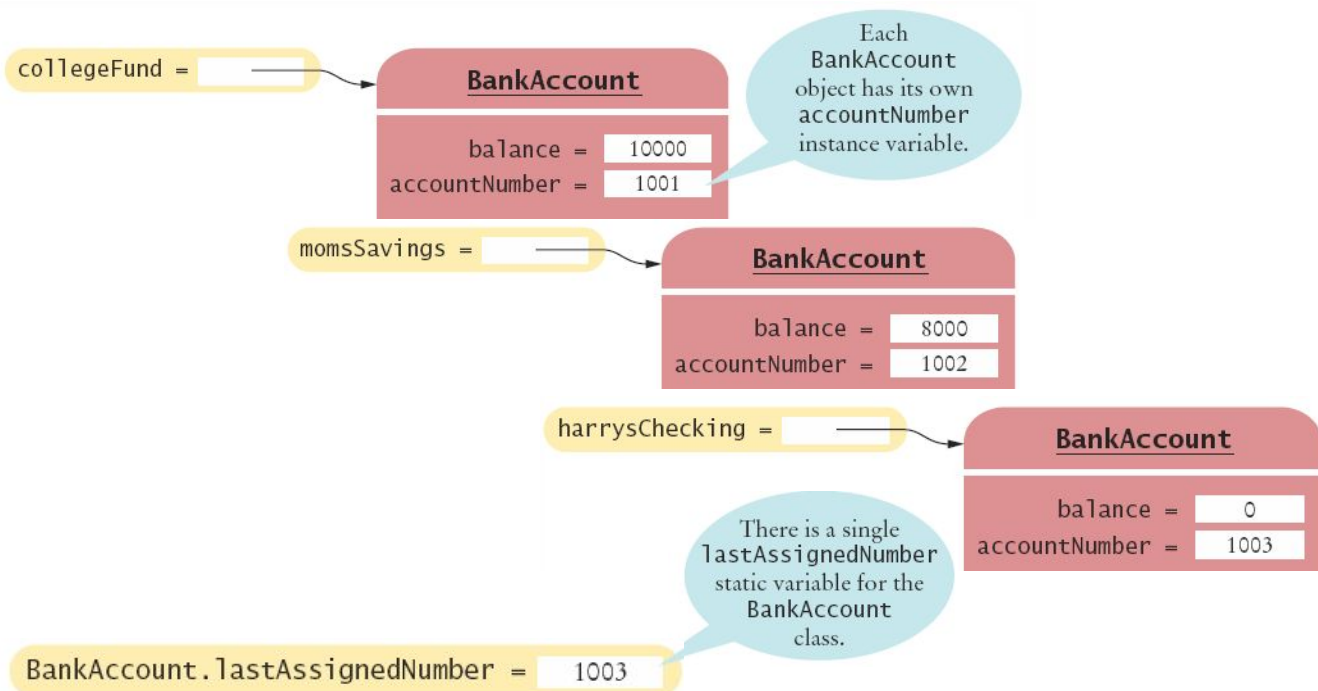 collegeFund =
BankAccount
balance = 10000
accountNumber = 1001
Each
BankAccount
object has its own
accountNumber
instance variable.
momsSavings =
BankAccount
balance = 8000
accountNumber = 1002
harrysChecking =
BankAccount
balance = 0
accountNumber = 1003
There is a single
lastAssignedNumber
static variable for the
BankAccount
class.
BankAccount.lastAssignedNumber = 1003